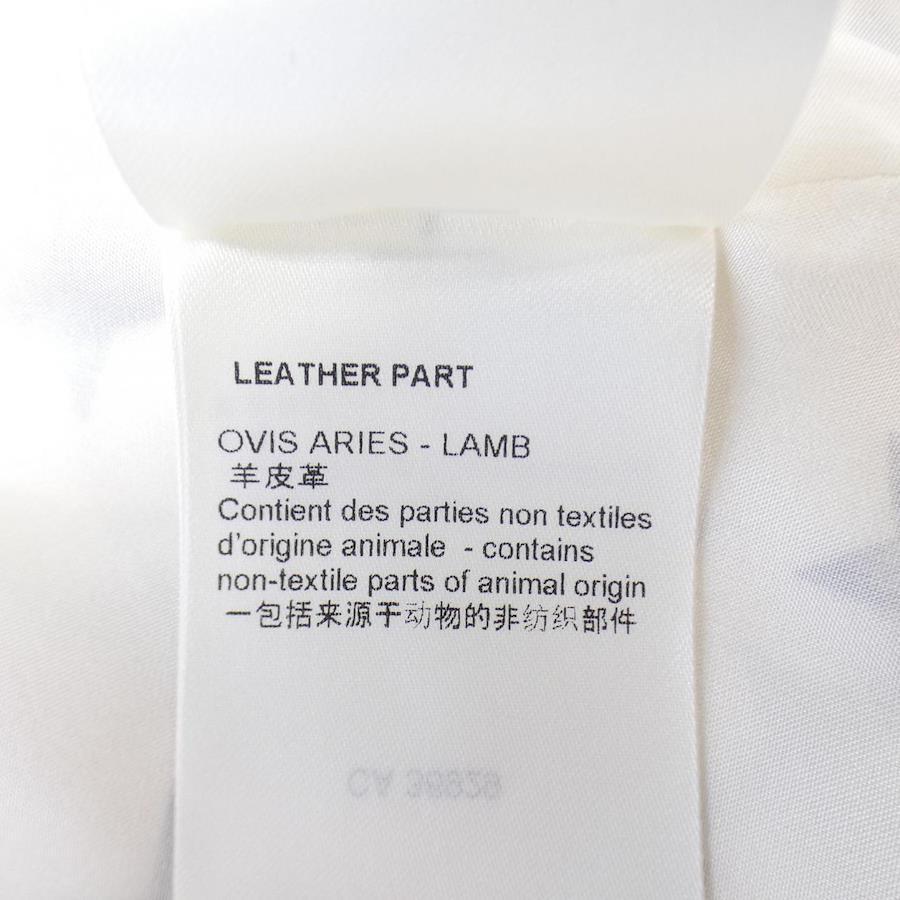 LEATHER PART
OVIS ARIES - LAMB
羊皮革
Contient des parties non textiles
d'origine animale - contains
non-textile parts of animal origin
一包括来源于动物的非纺织部件